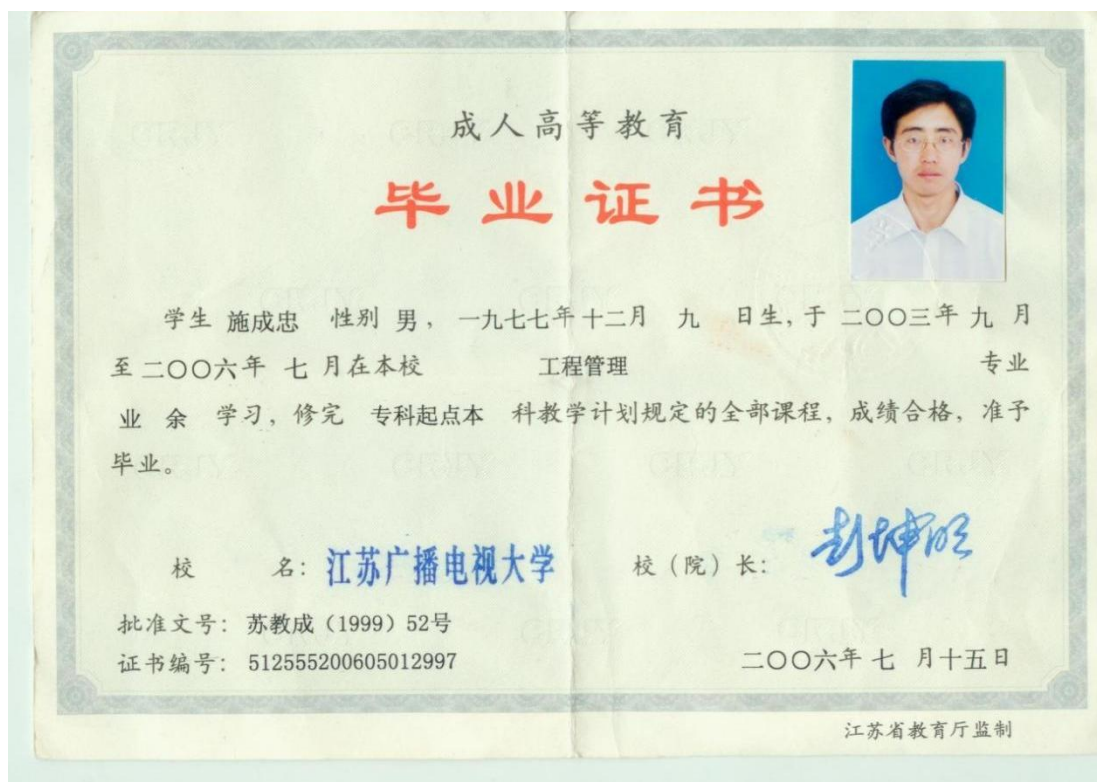 成人高等教育
毕业证书
学生 施成忠 性别 男，一九七七年十二月 九 日生，于 二〇〇三年 九 月
至 二〇〇六年 七 月在本校 工程管理 专业
业 余 学习，修完 专科起点本 科教学计划规定的全部课程，成绩合格，准予
毕业。
校 名：江苏广播电视大学 校（院）长：彭坤明
批准文号：苏教成（1999）52号
证书编号：512555200605012997 二〇〇六年 七 月十五日
江苏省教育厅监制